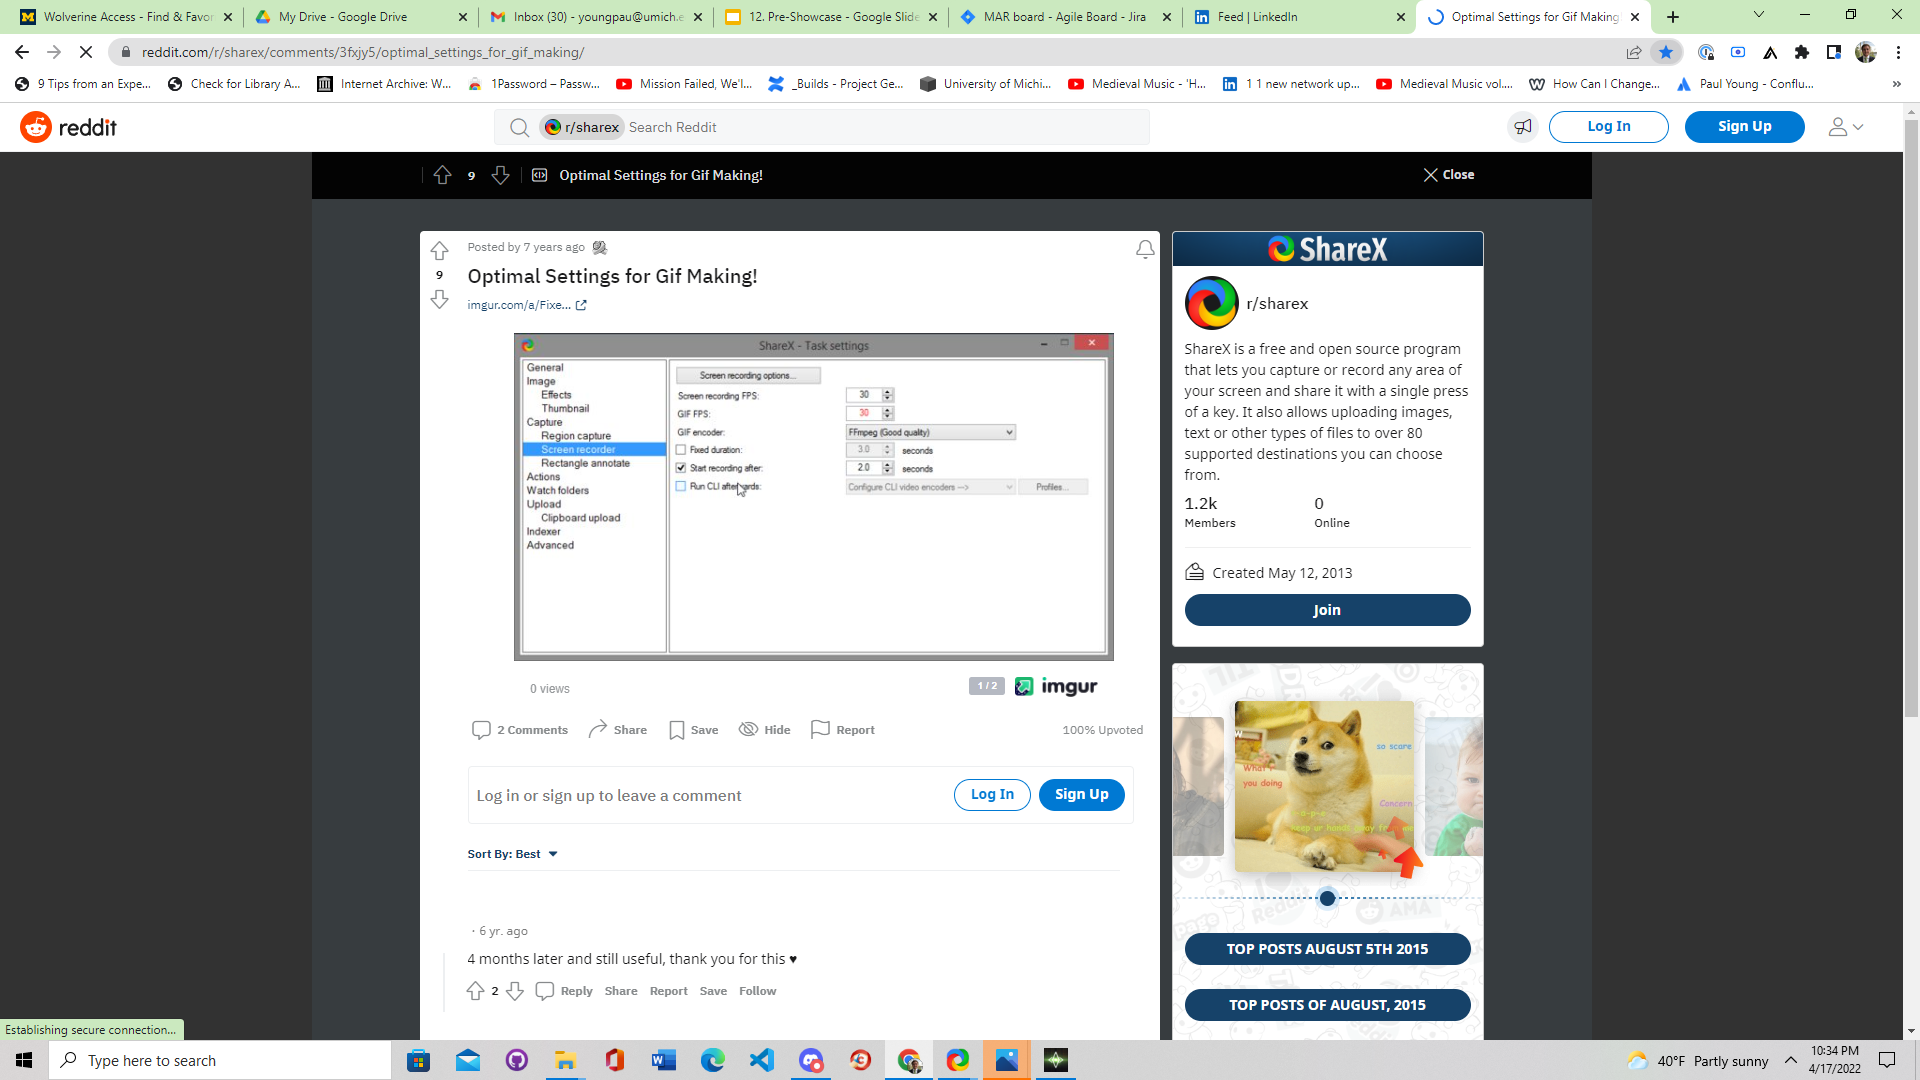 Wolverine Access - Find & Favor
My Drive - Google Drive
Inbox (30) - youngpau@umich.e
12. Pre-Showcase - Google Slide
MAR board - Agile Board - Jira
Feed | LinkedIn
Optimal Settings for Gif Making
reddit.com/r/sharex/comments/3fxjy5/optimal_settings_for_gif_making/
9 Tips from an Expe...
Check for Library A...
Internet Archive: W...
1Password – Passw...
Mission Failed, We'l...
_Builds - Project Ge...
University of Michi...
Medieval Music - 'H...
1 1 new network up...
Medieval Music vol....
How Can I Change...
Paul Young - Conflu...
»
reddit
r/sharex Search Reddit
Log In
Sign Up
9
Optimal Settings for Gif Making!
Close
Posted by 7 years ago
9
Optimal Settings for Gif Making!
imgur.com/a/Fixe...
ShareX - Task settings
General
Image
Effects
Thumbnail
Capture
Region capture
Screen recorder
Rectangle annotate
Actions
Watch folders
Upload
Clipboard upload
Indexer
Advanced
Screen recording options...
Screen recording FPS: 30
GIF FPS: 30
GIF encoder: FFmpeg (Good quality)
Fixed duration: 3.0 seconds
Start recording after: 2.0 seconds
Run CLI afterwards: Configure CLI video encoders --> Profiles...
0 views
1 / 2
imgur
2 Comments
Share
Save
Hide
Report
100% Upvoted
Log in or sign up to leave a comment
Log In
Sign Up
Sort By: Best
· 6 yr. ago
4 months later and still useful, thank you for this ♥
2
Reply
Share
Report
Save
Follow
ShareX
r/sharex
ShareX is a free and open source program
that lets you capture or record any area of
your screen and share it with a single press
of a key. It also allows uploading images,
text or other types of files to over 80
supported destinations you can choose
from.
1.2k
Members
0
Online
Created May 12, 2013
Join
W
so scare
What r
you doing
Concern
n-o-p-e
keep ur hands away from me
Reddit
AMA
TOP POSTS AUGUST 5TH 2015
TOP POSTS OF AUGUST, 2015
Establishing secure connection...
Type here to search
40°F Partly sunny
10:34 PM
4/17/2022